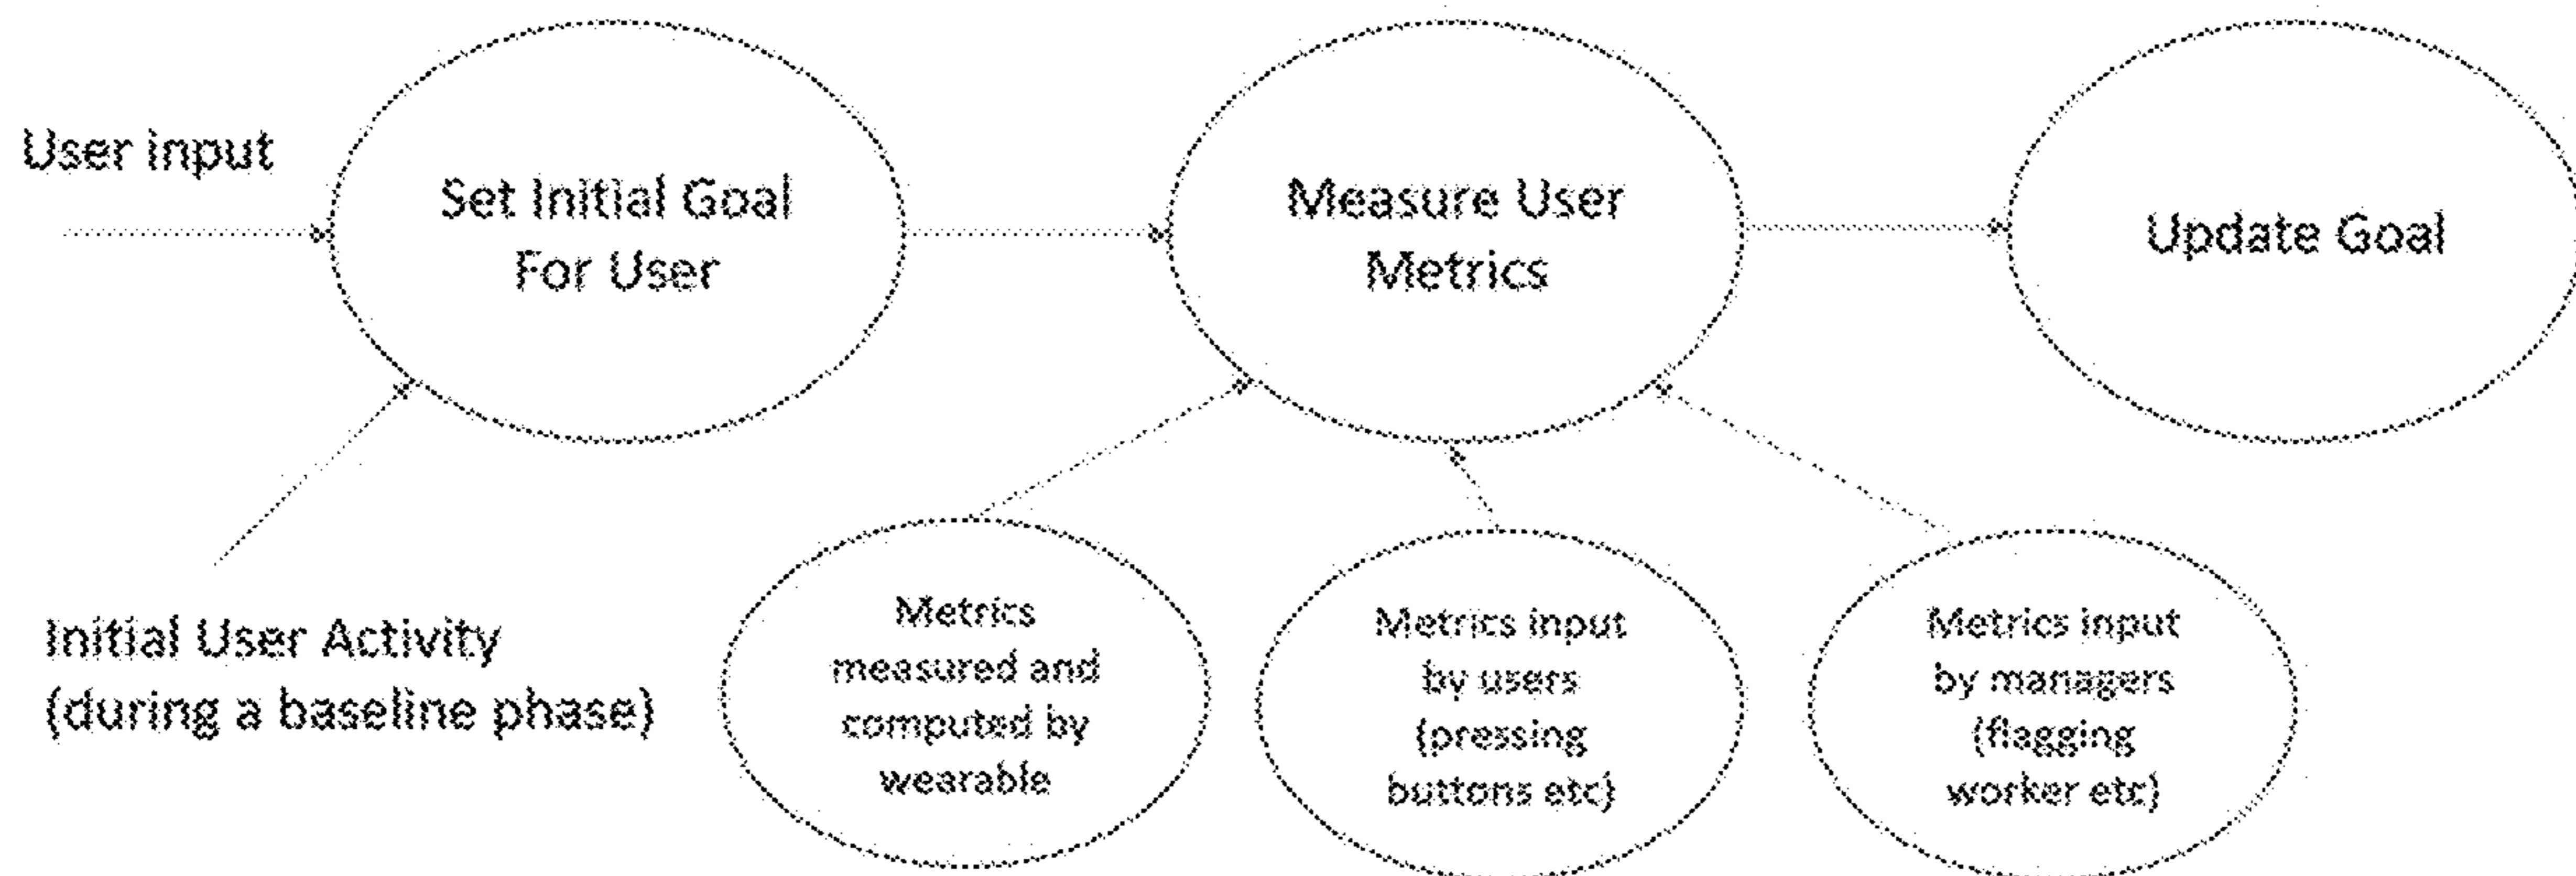 User input
Set Initial Goal
For User
Measure User
Metrics
Update Goal
Initial User Activity
(during a baseline phase)
Metrics
measured and
computed by
wearable
Metrics input
by users
(pressing
buttons etc)
Metrics input
by managers
(flagging
worker etc)